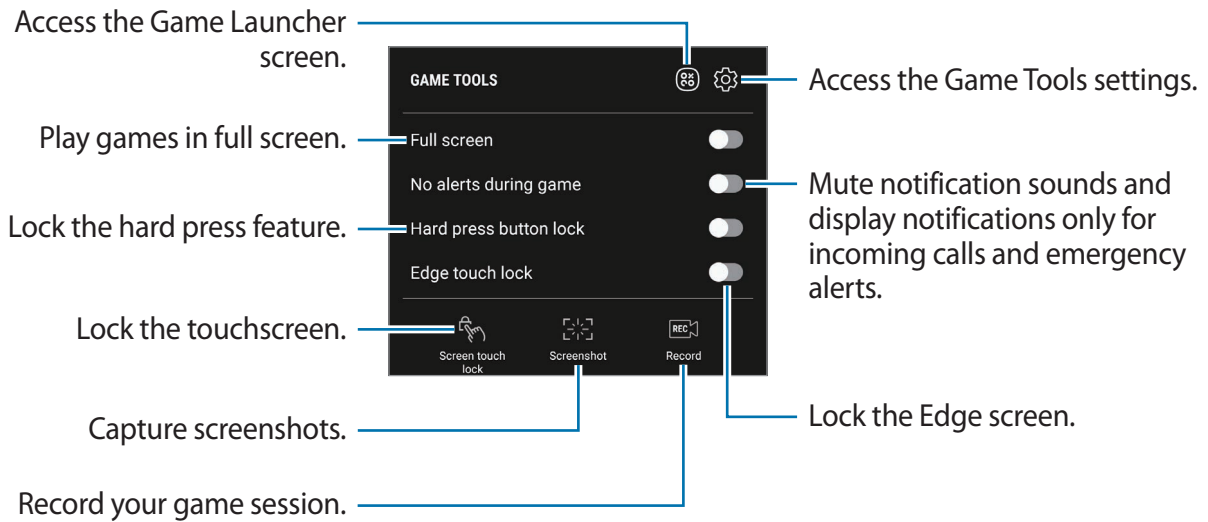 Access the Game Launcher
screen.
GAME TOOLS
Access the Game Tools settings.
Play games in full screen.
Full screen
No alerts during game
Mute notification sounds and
display notifications only for
incoming calls and emergency
alerts.
Lock the hard press feature.
Hard press button lock
Edge touch lock
Lock the touchscreen.
REC
Screen touch
lock
Screenshot
Record
Capture screenshots.
Lock the Edge screen.
Record your game session.